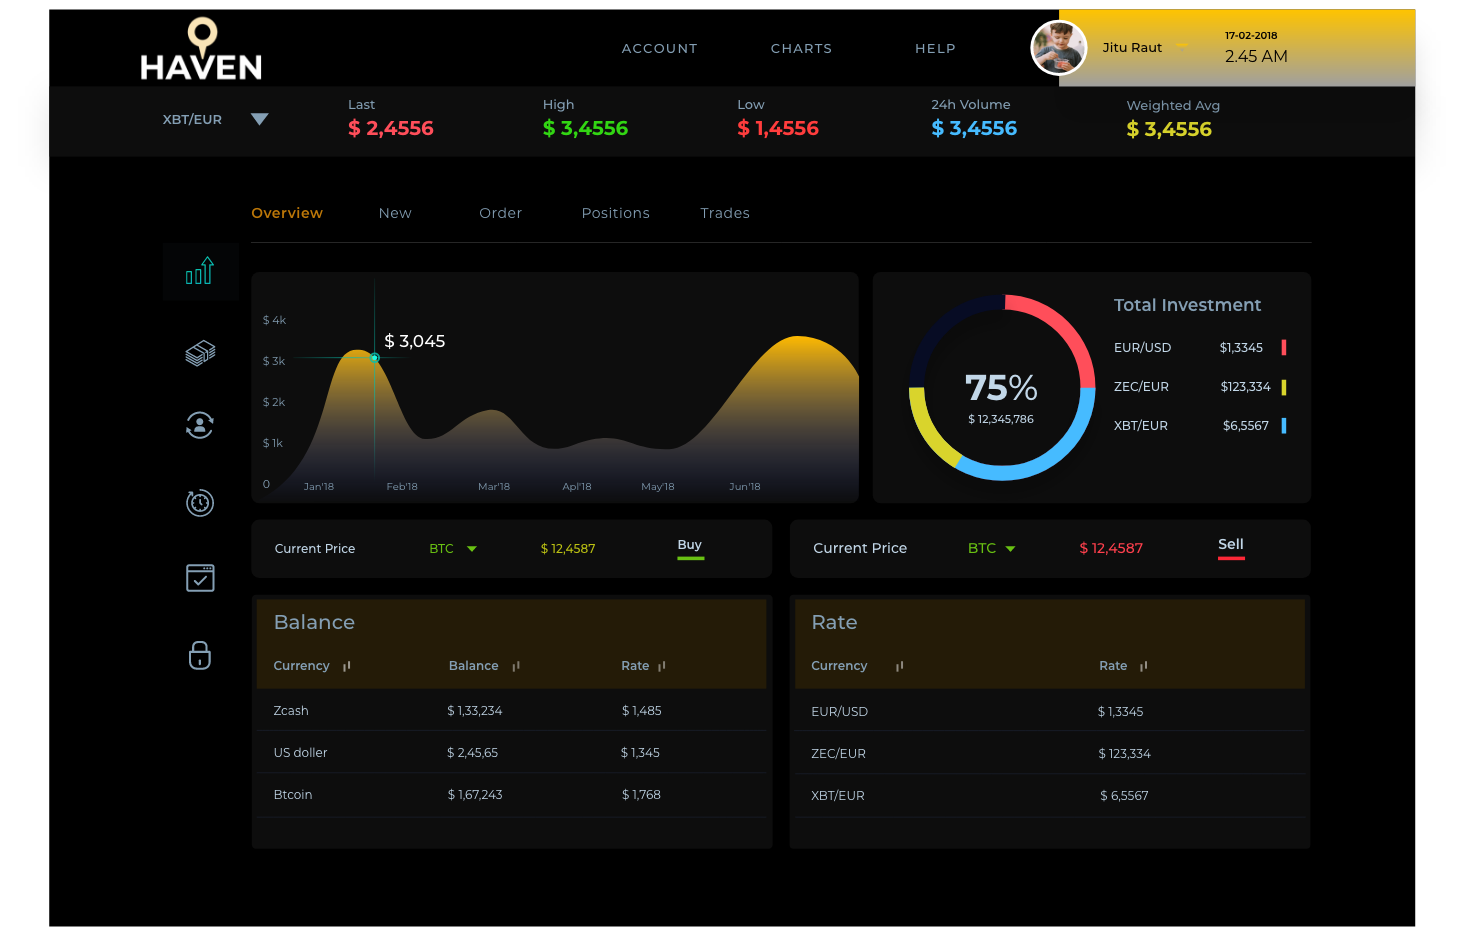 HAVEN
ACCOUNT CHARTS HELP
Jitu Raut
17-02-2018
2.45 AM
XBT/EUR
Last
$ 2,4556
High
$ 3,4556
Low
$ 1,4556
24h Volume
$ 3,4556
Weighted Avg
$ 3,4556
Overview New Order Positions Trades
$ 4k
$ 3k
$ 2k
$ 1k
0
$ 3,045
Jan'18 Feb'18 Mar'18 Apl'18 May'18 Jun'18
75%
$ 12,345,786
Total Investment
EUR/USD $1,3345
ZEC/EUR $123,334
XBT/EUR $6,5567
Current Price BTC $ 12,4587 Buy
Current Price BTC $ 12,4587 Sell
Balance
Currency Balance Rate
Zcash $ 1,33,234 $ 1,485
US doller $ 2,45,65 $ 1,345
Btcoin $ 1,67,243 $ 1,768
Rate
Currency Rate
EUR/USD $ 1,3345
ZEC/EUR $ 123,334
XBT/EUR $ 6,5567